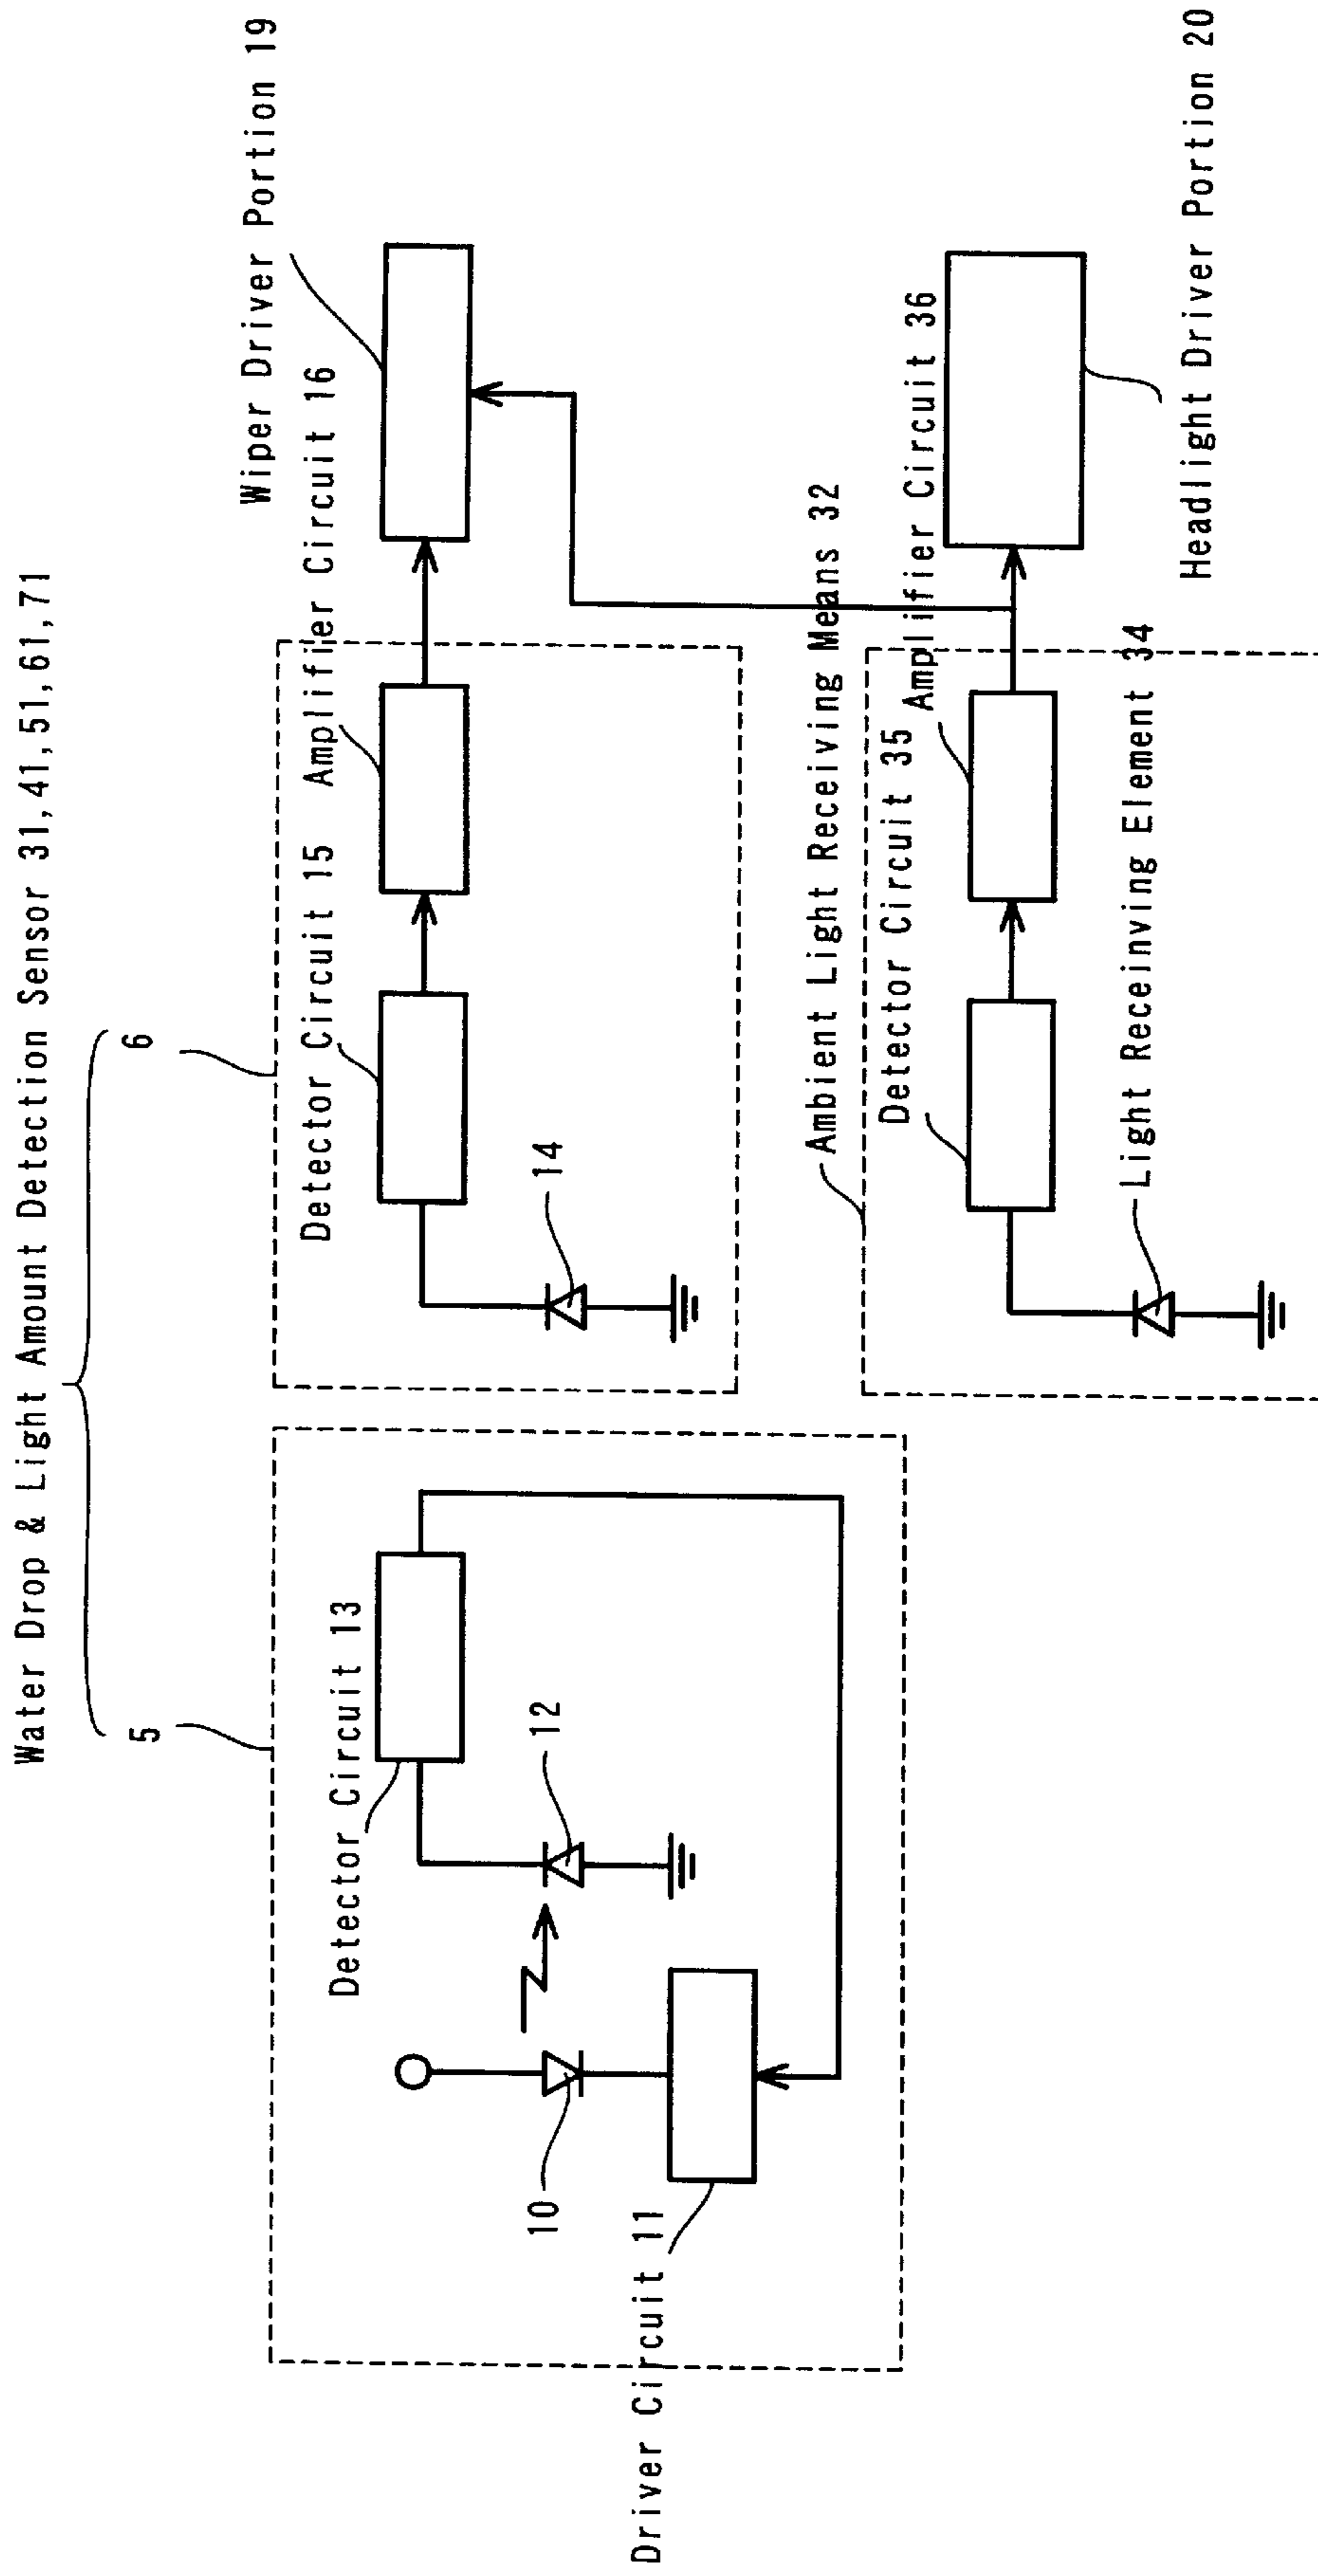 Water Drop & Light Amount Detection Sensor 31,41,51,61,71
5
6
Wiper Driver Portion 19
Detector Circuit 13
Detector Circuit 15
Amplifier Circuit 16
10
12
14
Driver Circuit 11
Ambient Light Receiving Means 32
Detector Circuit 35
Amplifier Circuit 36
Light Receinving Element 34
Headlight Driver Portion 20